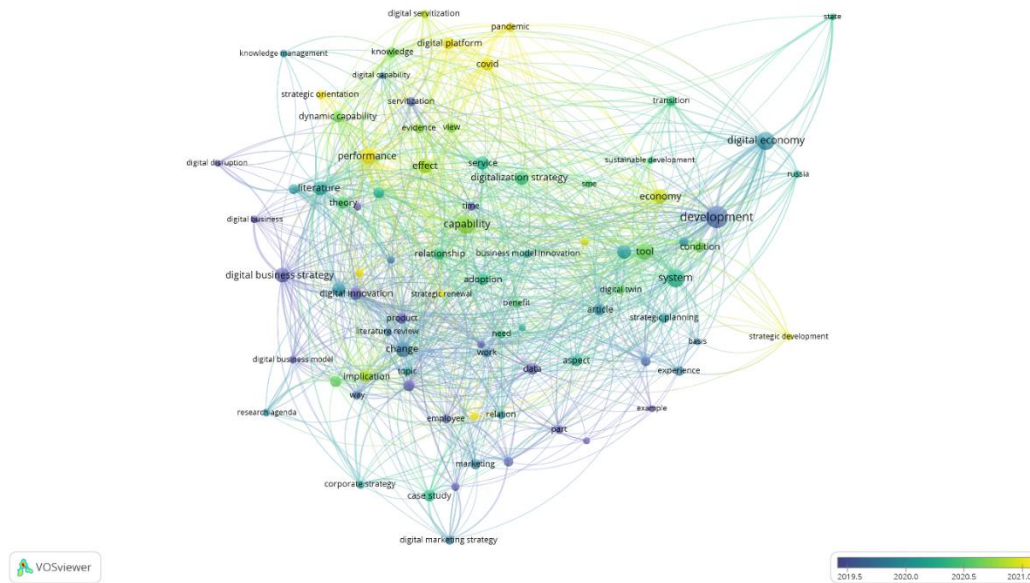 digital servitization
state
pandemic
digital platform
knowledge
knowledge management
covid
digital capability
strategic orientation
servitization
transition
dynamic capability
evidence
view
digital economy
performance
digital disruption
effect
service
sustainable development
digitalization strategy
russia
sme
literature
economy
theory
time
digital business
development
capability
condition
relationship
business model innovation
tool
digital business strategy
adoption
system
digital twin
digital innovation
strategic renewal
benefit
article
product
strategic planning
literature review
need
strategic development
basis
change
work
digital business model
aspect
topic
data
experience
implication
way
research agenda
example
employee
relation
part
marketing
corporate strategy
case study
digital marketing strategy
VOSviewer
2019.5
2020.0
2020.5
2021.0